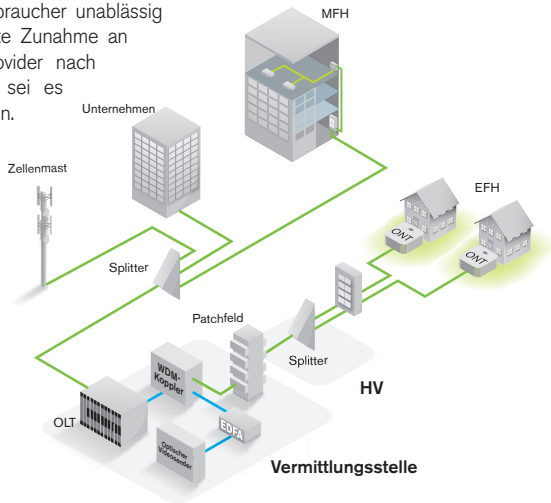 braucher unablässig
te Zunahme an
ovider nach
sei es
n.
MFH
Unternehmen
Zellenmast
EFH
ONT
ONT
Splitter
Patchfeld
Splitter
WDM-
Koppler
HV
OLT
EDFA
Optischer
Videosender
Vermittlungsstelle